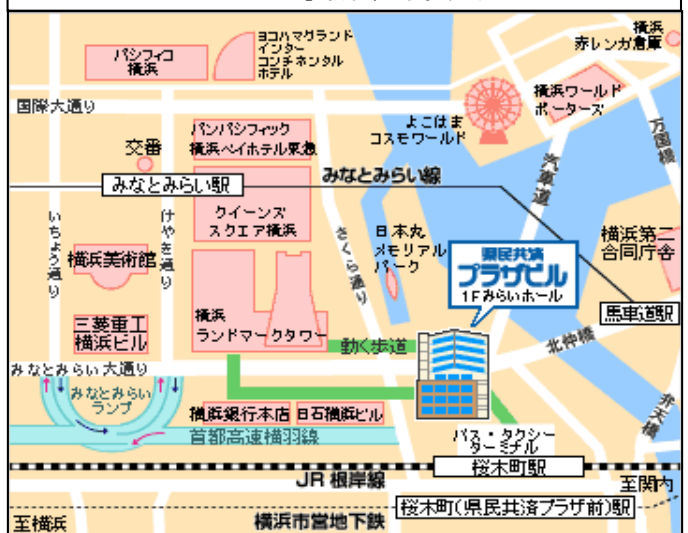 パシフィコ
横浜
ヨコハマグランド
インター
コンチネンタル
ホテル
横浜
赤レンガ倉庫
国際大通り
横浜ワールド
ポーターズ
よこはま
コスモワールド
万国橋
汽車道
交番
パンパシフィック
横浜ベイホテル東急
みなとみらい駅
みなとみらい線
いちょう通り
けやき通り
クイーンズ
スクエア横浜
さくら通り
日本丸
メモリアル
パーク
横浜第二
合同庁舎
横浜美術館
県民共済
プラザビル
1Fみらいホール
馬車道駅
三菱重工
横浜ビル
横浜
ランドマークタワー
動く歩道
北仲橋
みなとみらい大通り
みなとみらい
ランプ
弁天橋
横浜銀行本店
日石横浜ビル
首都高速横羽線
バス・タクシー
ターミナル
桜木町駅
JR根岸線
至関内
桜木町(県民共済プラザ前)駅
至横浜
横浜市営地下鉄